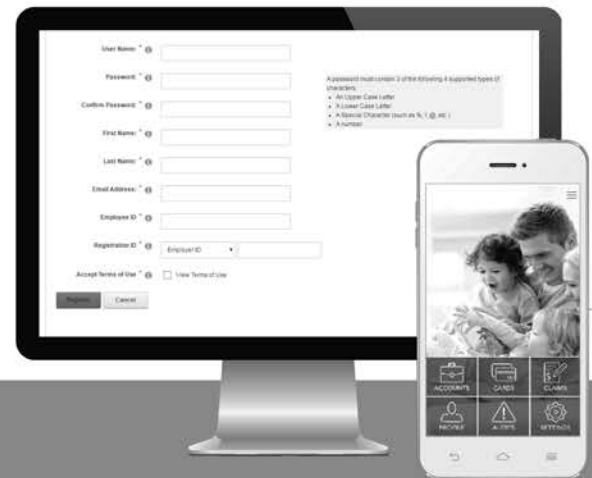 User Name: *
Password: *
Confirm Password: *
First Name: *
Last Name: *
Email Address: *
Employee ID *
Registration ID *
Employer ID
Accept Terms of Use *
View Terms of Use
Register
Cancel
A password must contain 3 of the following 4 supported types of
characters
• An Upper Case Letter
• A Lower Case Letter
• A Special Character (such as %, !, @, etc.)
• A number
ACCOUNTS
CARDS
CLAIMS
PROFILE
ALERTS
SETTINGS